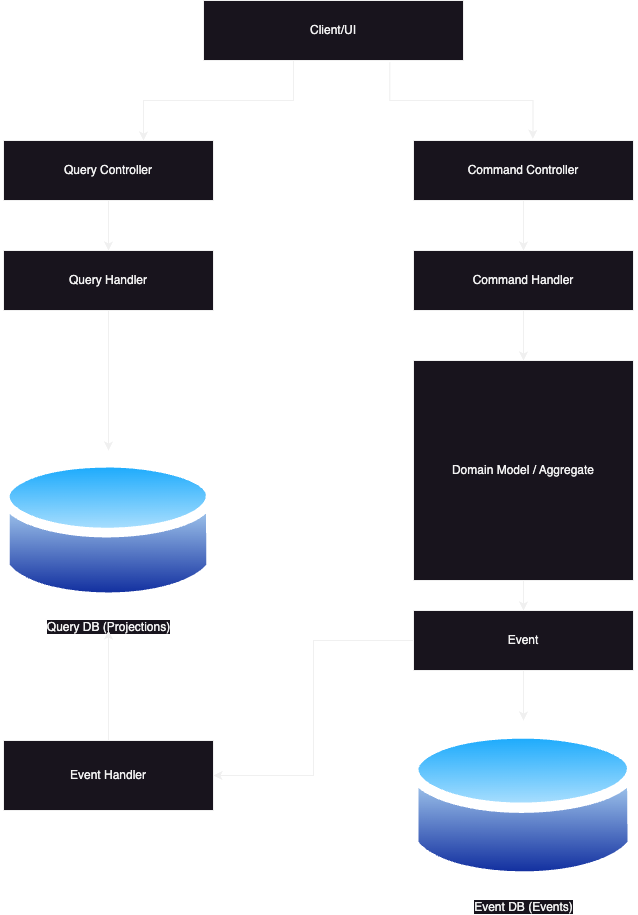 Client/UI
Query Controller
Command Controller
Query Handler
Command Handler
Domain Model / Aggregate
Query DB (Projections)
Event
Event Handler
Event DB (Events)